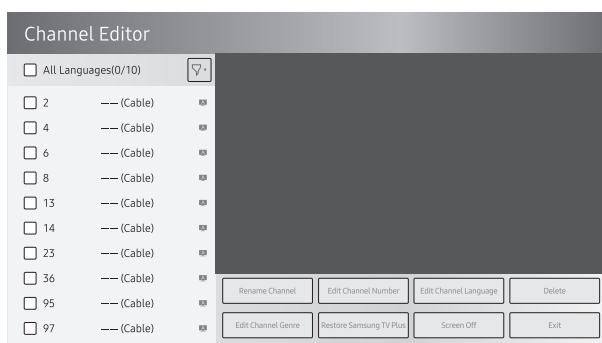 Channel Editor
All Languages(0/10)
2 —— (Cable)
4 —— (Cable)
6 —— (Cable)
8 —— (Cable)
13 —— (Cable)
14 —— (Cable)
23 —— (Cable)
36 —— (Cable)
95 —— (Cable)
97 —— (Cable)
Rename Channel Edit Channel Number Edit Channel Language Delete
Edit Channel Genre Restore Samsung TV Plus Screen Off Exit